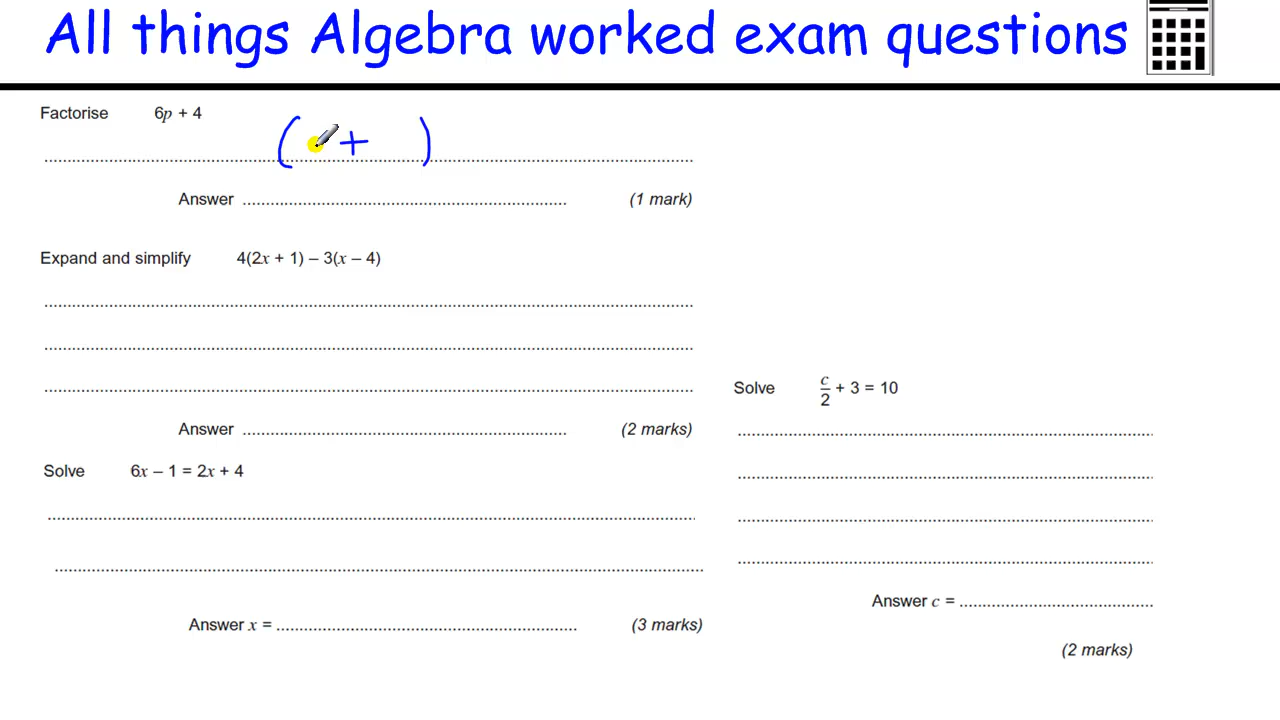 All things Algebra worked exam questions
Factorise 6p + 4
( + )
Answer ........................................ (1 mark)
Expand and simplify 4(2x + 1) – 3(x – 4)
Answer ........................................ (2 marks)
Solve 6x – 1 = 2x + 4
Answer x = ........................................ (3 marks)
Solve c/2 + 3 = 10
Answer c = ........................................
(2 marks)